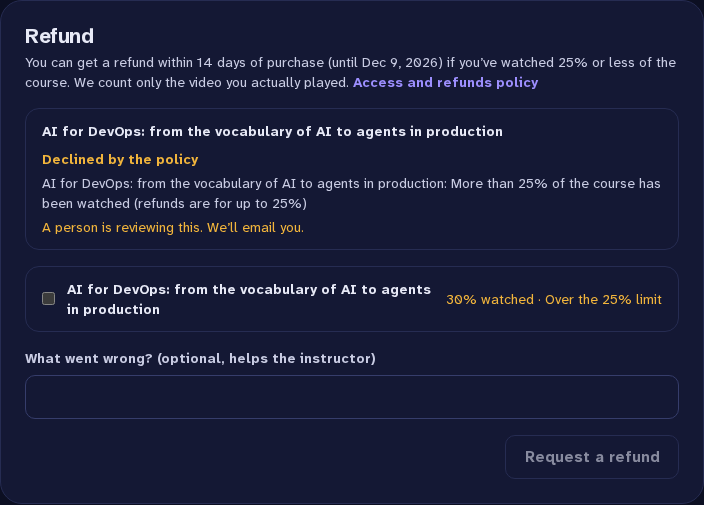 Refund
You can get a refund within 14 days of purchase (until Dec 9, 2026) if you've watched 25% or less of the
course. We count only the video you actually played. Access and refunds policy
AI for DevOps: from the vocabulary of AI to agents in production
Declined by the policy
AI for DevOps: from the vocabulary of AI to agents in production: More than 25% of the course has
been watched (refunds are for up to 25%)
A person is reviewing this. We'll email you.
AI for DevOps: from the vocabulary of AI to agents
in production
30% watched · Over the 25% limit
What went wrong? (optional, helps the instructor)
Request a refund